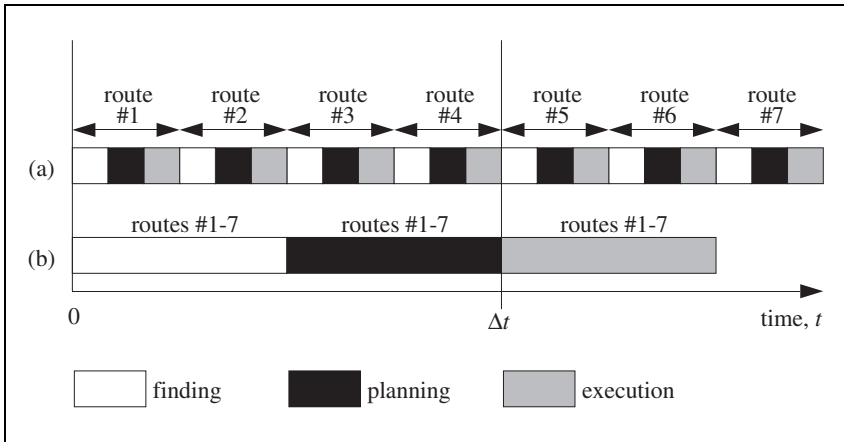 route route route route route route route
#1 #2 #3 #4 #5 #6 #7
(a)
routes #1-7 routes #1-7 routes #1-7
(b)
0 Δt time, t
finding planning execution